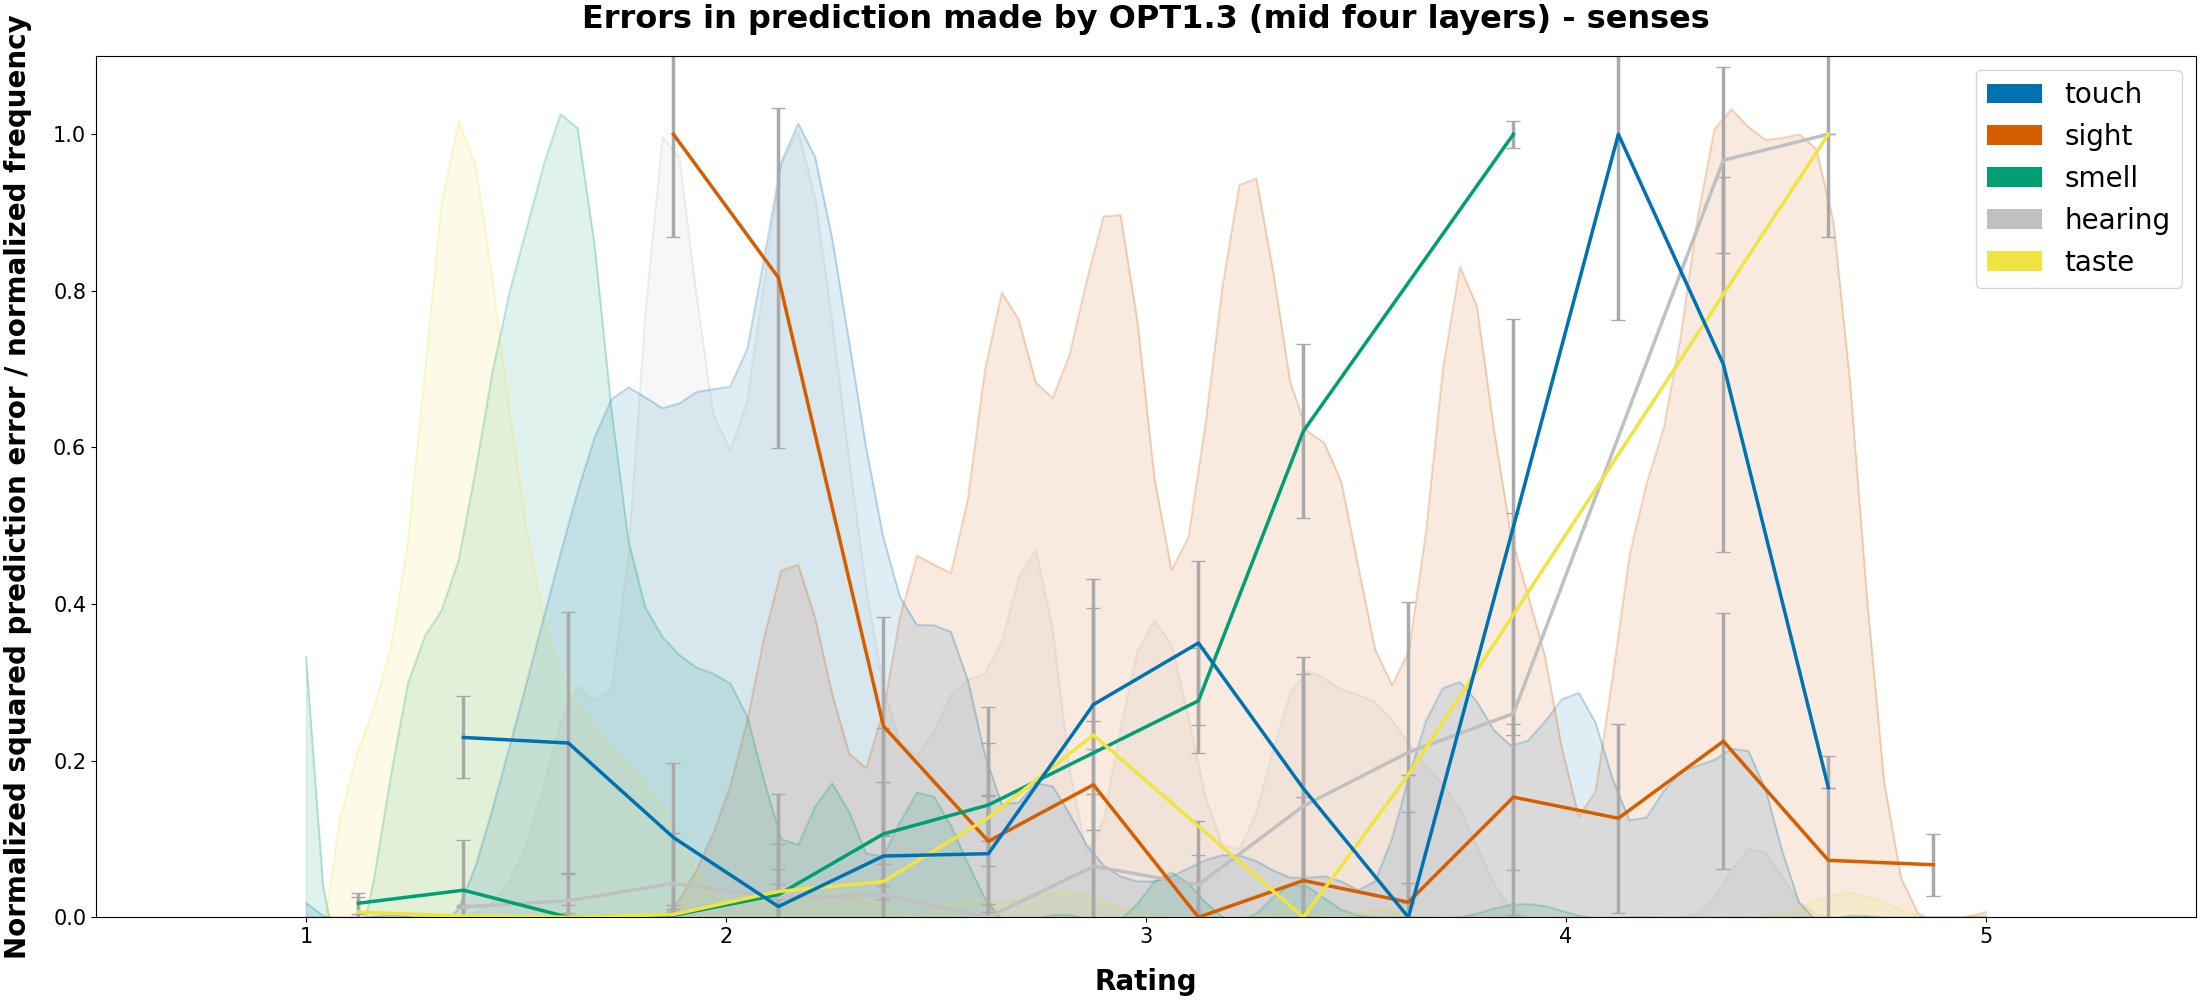 Errors in prediction made by OPT1.3 (mid four layers) - senses
Normalized squared prediction error / normalized frequency
1.0
0.8
0.6
0.4
0.2
0.0
touch
sight
smell
hearing
taste
1 2 3 4 5
Rating